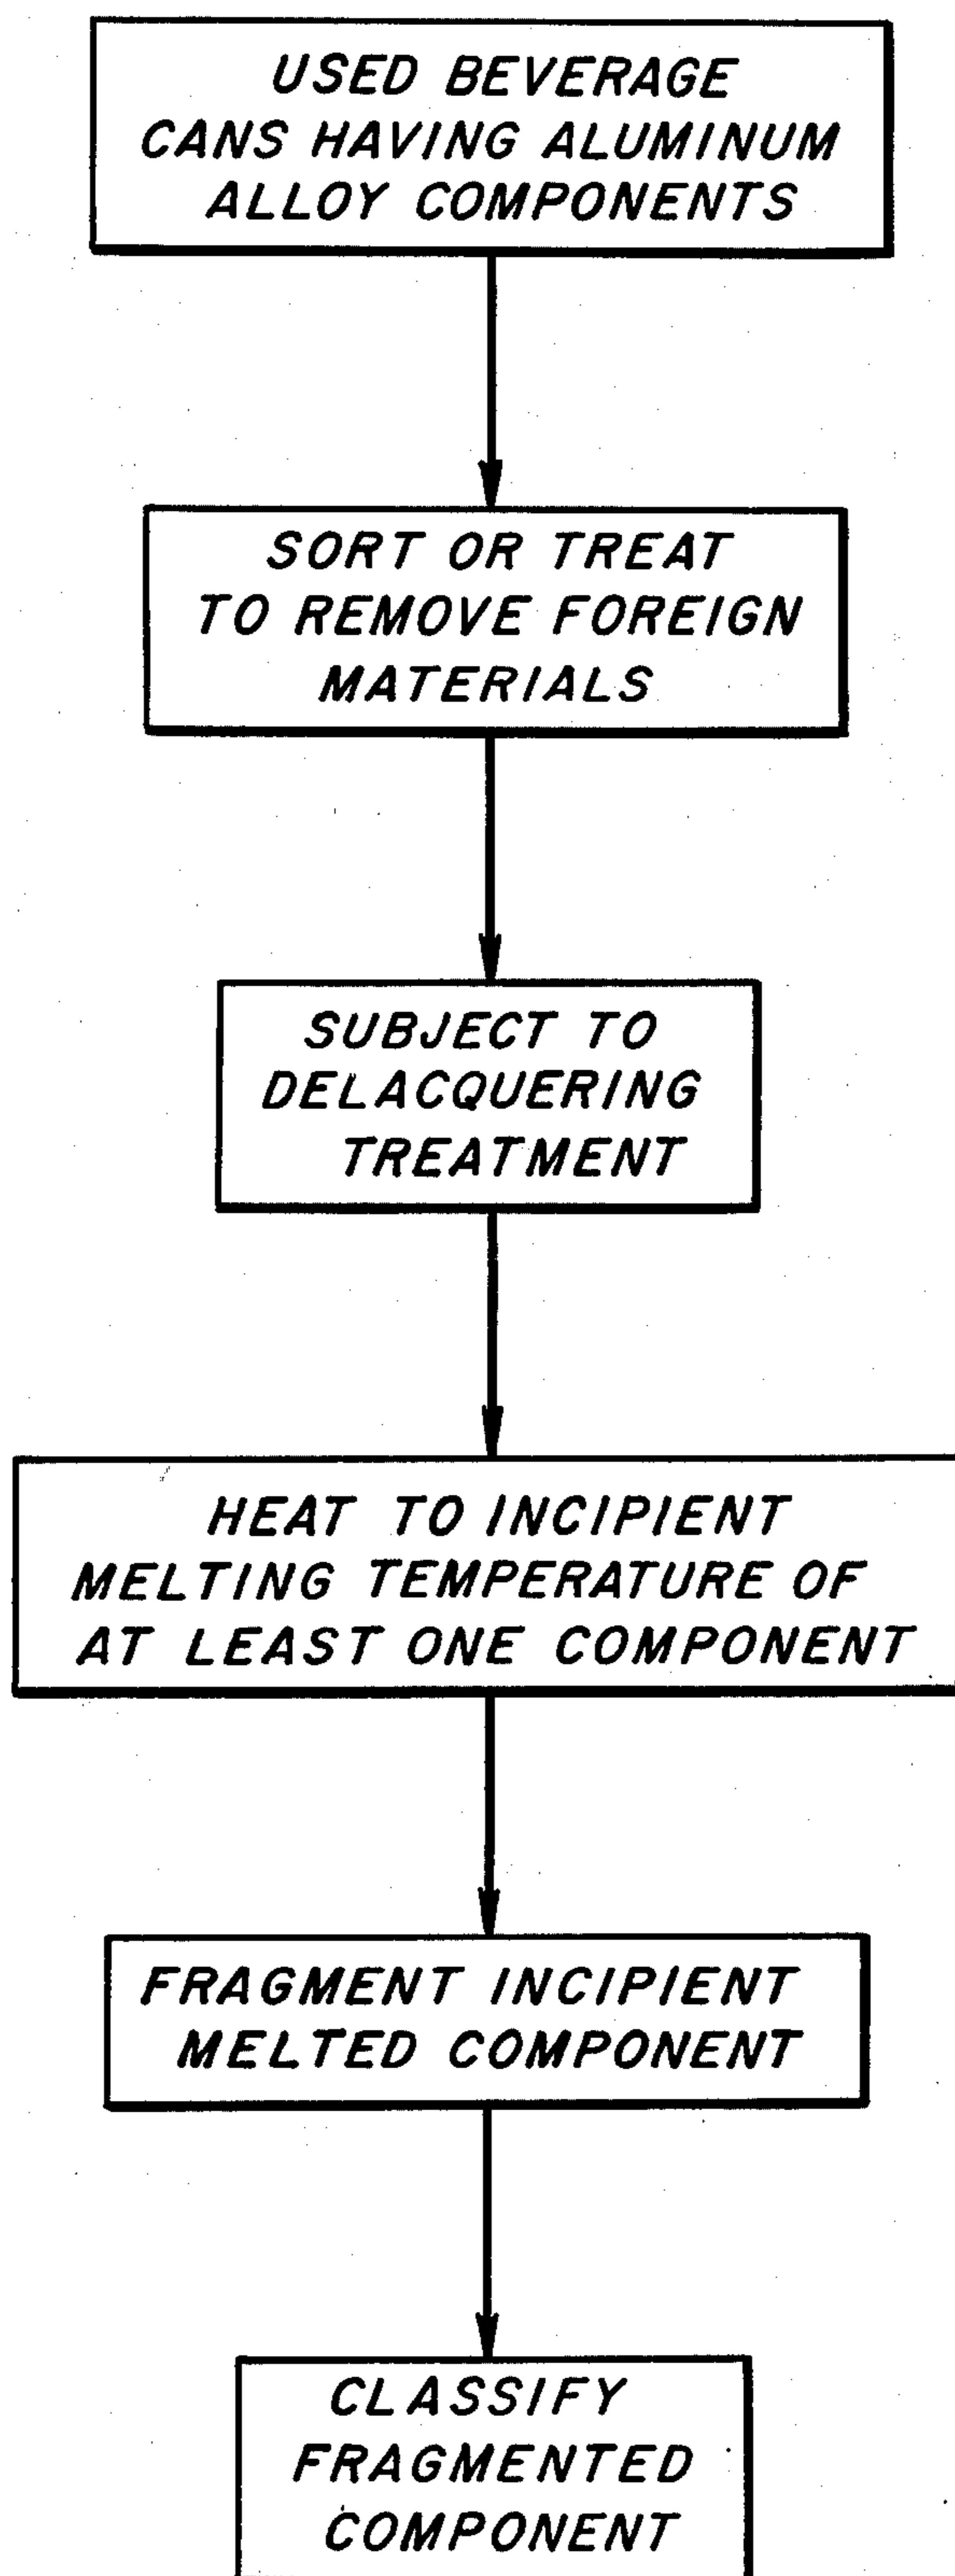 USED BEVERAGE
CANS HAVING ALUMINUM
ALLOY COMPONENTS
SORT OR TREAT
TO REMOVE FOREIGN
MATERIALS
SUBJECT TO
DELACQUERING
TREATMENT
HEAT TO INCIPIENT
MELTING TEMPERATURE OF
AT LEAST ONE COMPONENT
FRAGMENT INCIPIENT
MELTED COMPONENT
CLASSIFY
FRAGMENTED
COMPONENT